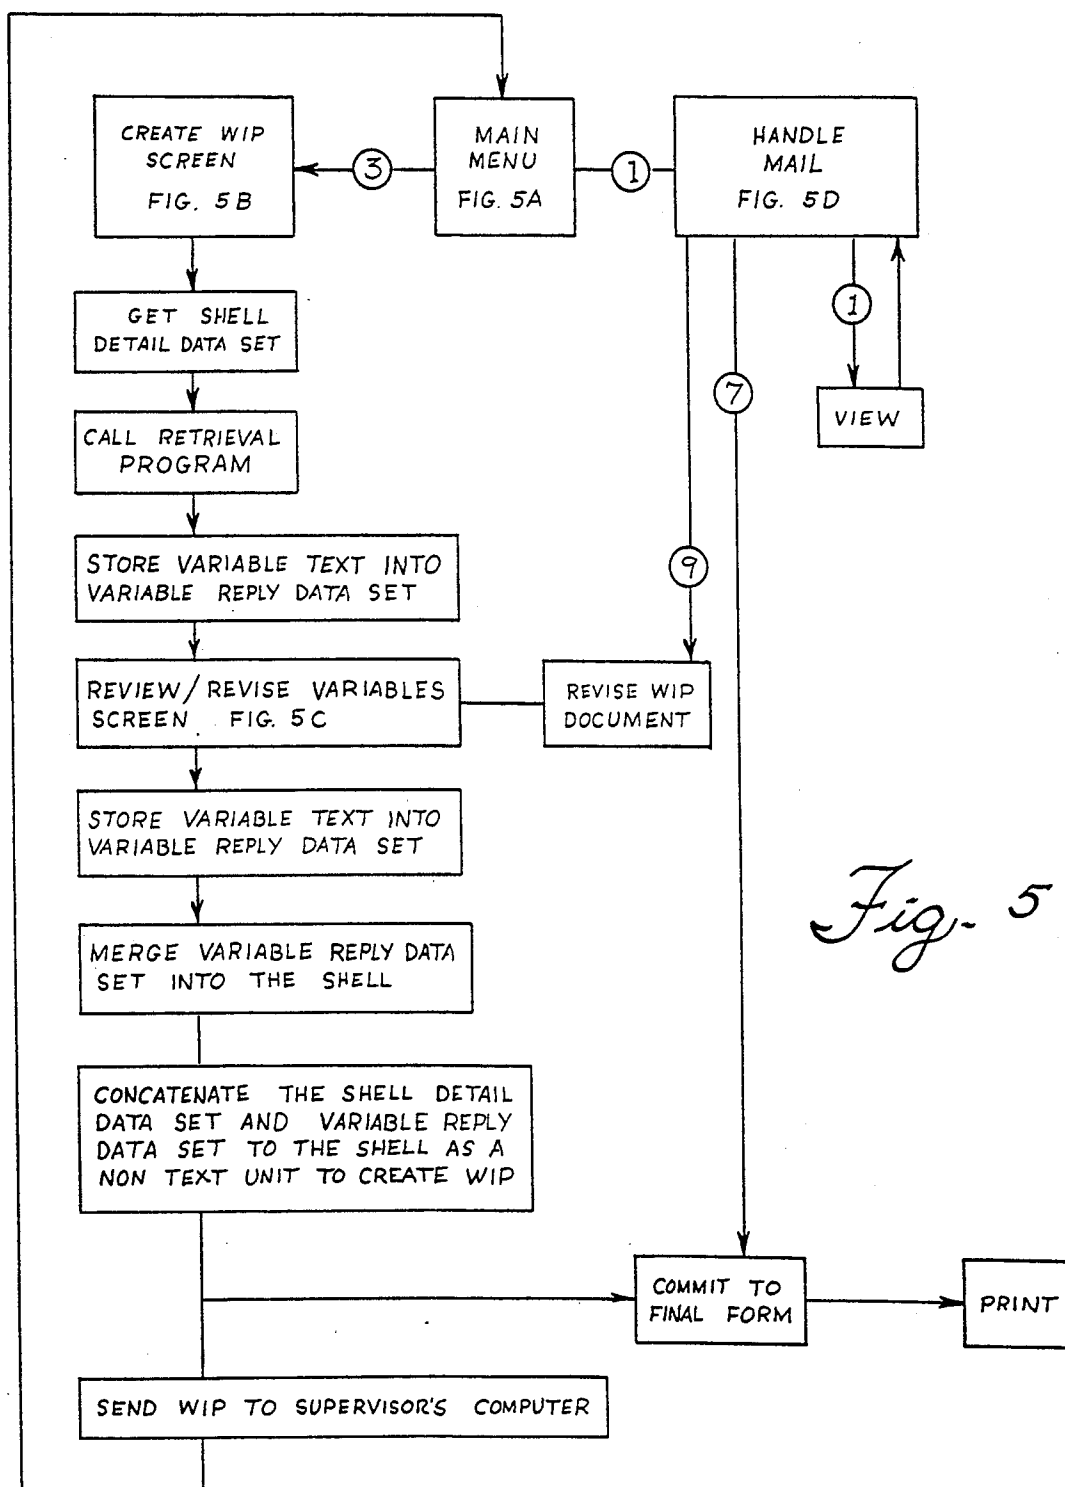 CREATE WIP
SCREEN
FIG. 5B
3
MAIN
MENU
FIG. 5A
1
HANDLE
MAIL
FIG. 5D
GET SHELL
DETAIL DATA SET
1
VIEW
7
CALL RETRIEVAL
PROGRAM
STORE VARIABLE TEXT INTO
VARIABLE REPLY DATA SET
9
REVIEW/REVISE VARIABLES
SCREEN FIG. 5C
REVISE WIP
DOCUMENT
STORE VARIABLE TEXT INTO
VARIABLE REPLY DATA SET
Fig. 5
MERGE VARIABLE REPLY DATA
SET INTO THE SHELL
CONCATENATE THE SHELL DETAIL
DATA SET AND VARIABLE REPLY
DATA SET TO THE SHELL AS A
NON TEXT UNIT TO CREATE WIP
COMMIT TO
FINAL FORM
PRINT
SEND WIP TO SUPERVISOR'S COMPUTER